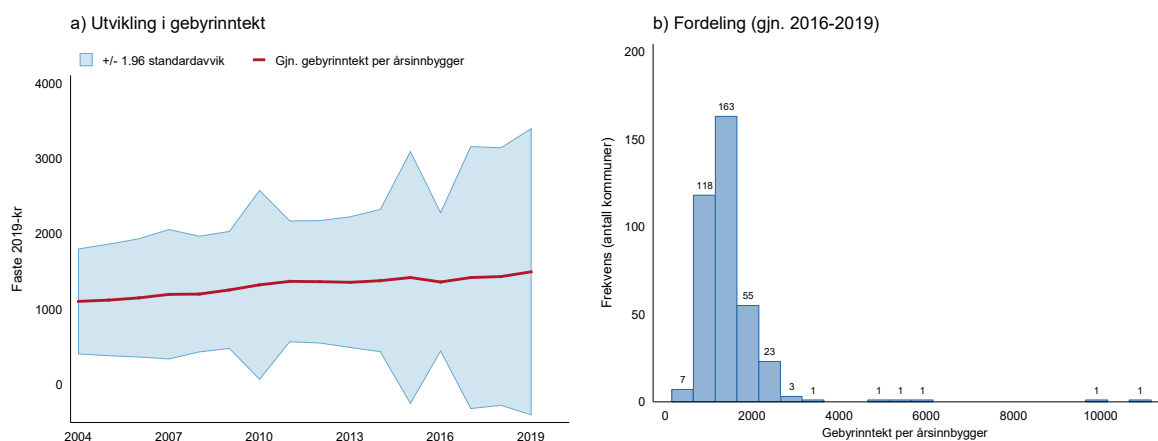 a) Utvikling i gebyrinntekt
+/- 1.96 standardavvik
Gjn. gebyrinntekt per årsinnbygger
Faste 2019-kr
4000
3000
2000
1000
0
2004 2007 2010 2013 2016 2019
b) Fordeling (gjn. 2016-2019)
Frekvens (antall kommuner)
200
150
100
50
0
7 118 163 55 23 3 1 1 1 1 1 1
0 2000 4000 6000 8000 10000
Gebyrinntekt per årsinnbygger